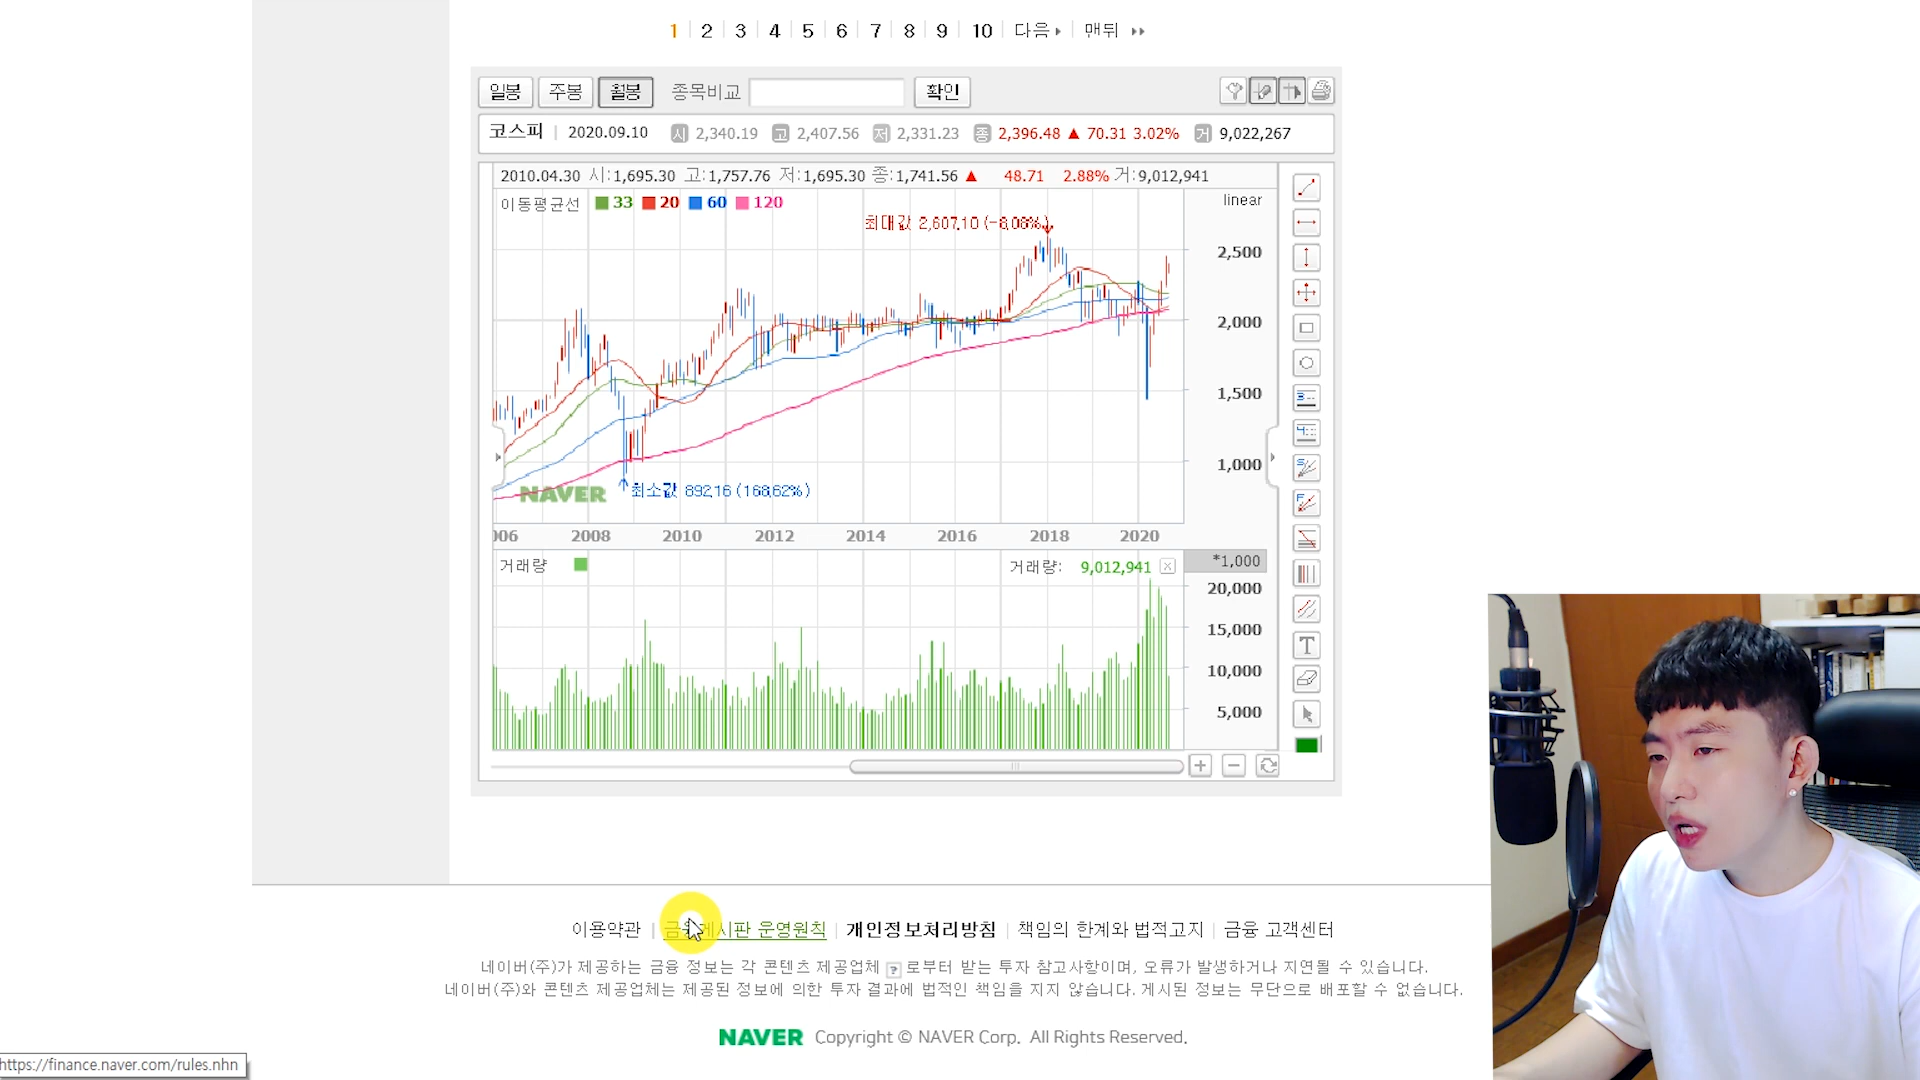 1 2 3 4 5 6 7 8 9 10 다음 맨뒤
일봉 주봉 월봉 종목비교 확인
코스피 2020.09.10 시 2,340.19 고 2,407.56 저 2,331.23 종 2,396.48 ▲ 70.31 3.02% 거 9,022,267
2010.04.30 시:1,695.30 고:1,757.76 저:1,695.30 종:1,741.56 ▲ 48.71 2.88% 거:9,012,941
이동평균선 33 20 60 120
linear
최대값 2,607.10 (-8.08%)
2,500
2,000
1,500
1,000
NAVER 최소값 892.16 (168.62%)
006 2008 2010 2012 2014 2016 2018 2020
거래량 거래량: 9,012,941 *1,000
20,000
15,000
10,000
5,000
T
이용약관 | 금융게시판 운영원칙 | 개인정보처리방침 | 책임의 한계와 법적고지 | 금융 고객센터
네이버(주)가 제공하는 금융 정보는 각 콘텐츠 제공업체 ? 로부터 받는 투자 참고사항이며, 오류가 발생하거나 지연될 수 있습니다.
네이버(주)와 콘텐츠 제공업체는 제공된 정보에 의한 투자 결과에 법적인 책임을 지지 않습니다. 게시된 정보는 무단으로 배포할 수 없습니다.
NAVER Copyright © NAVER Corp. All Rights Reserved.
https://finance.naver.com/rules.nhn